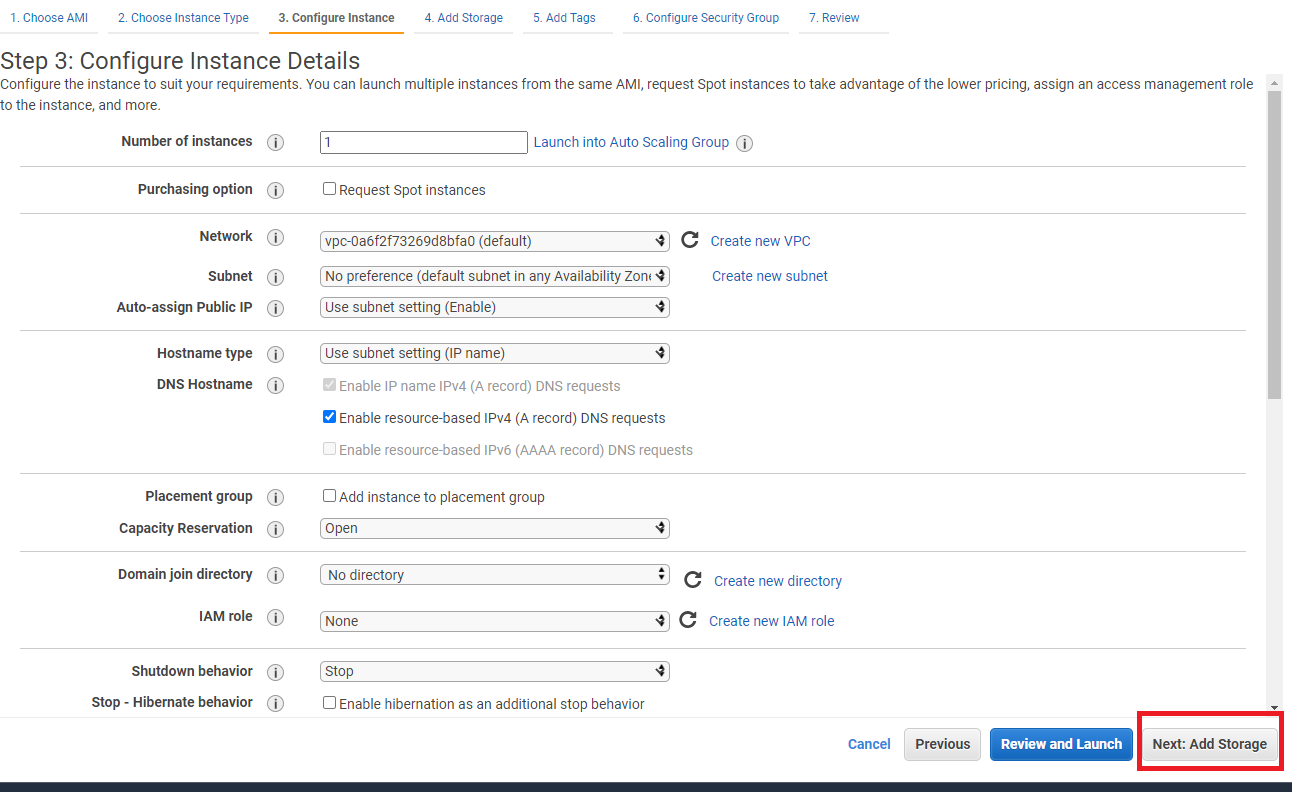 1. Choose AMI 2. Choose Instance Type 3. Configure Instance 4. Add Storage 5. Add Tags 6. Configure Security Group 7. Review
Step 3: Configure Instance Details
Configure the instance to suit your requirements. You can launch multiple instances from the same AMI, request Spot instances to take advantage of the lower pricing, assign an access management role
to the instance, and more.
Number of instances i 1 Launch into Auto Scaling Group i
Purchasing option i Request Spot instances
Network i vpc-0a6f2f73269d8bfa0 (default) Create new VPC
Subnet i No preference (default subnet in any Availability Zone Create new subnet
Auto-assign Public IP i Use subnet setting (Enable)
Hostname type i Use subnet setting (IP name)
DNS Hostname i Enable IP name IPv4 (A record) DNS requests
Enable resource-based IPv4 (A record) DNS requests
Enable resource-based IPv6 (AAAA record) DNS requests
Placement group i Add instance to placement group
Capacity Reservation i Open
Domain join directory i No directory Create new directory
IAM role i None Create new IAM role
Shutdown behavior i Stop
Stop - Hibernate behavior i Enable hibernation as an additional stop behavior
Cancel Previous Review and Launch Next: Add Storage